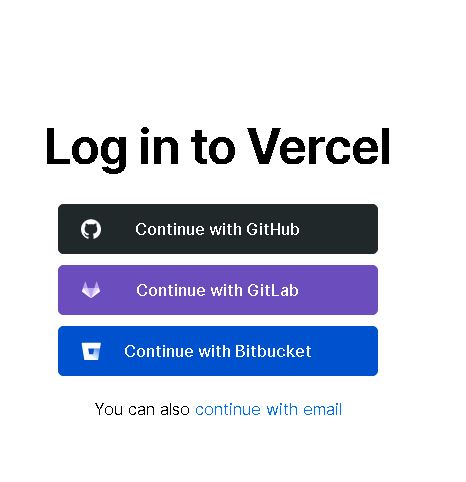 Log in to Vercel
Continue with GitHub
Continue with GitLab
Continue with Bitbucket
You can also continue with email